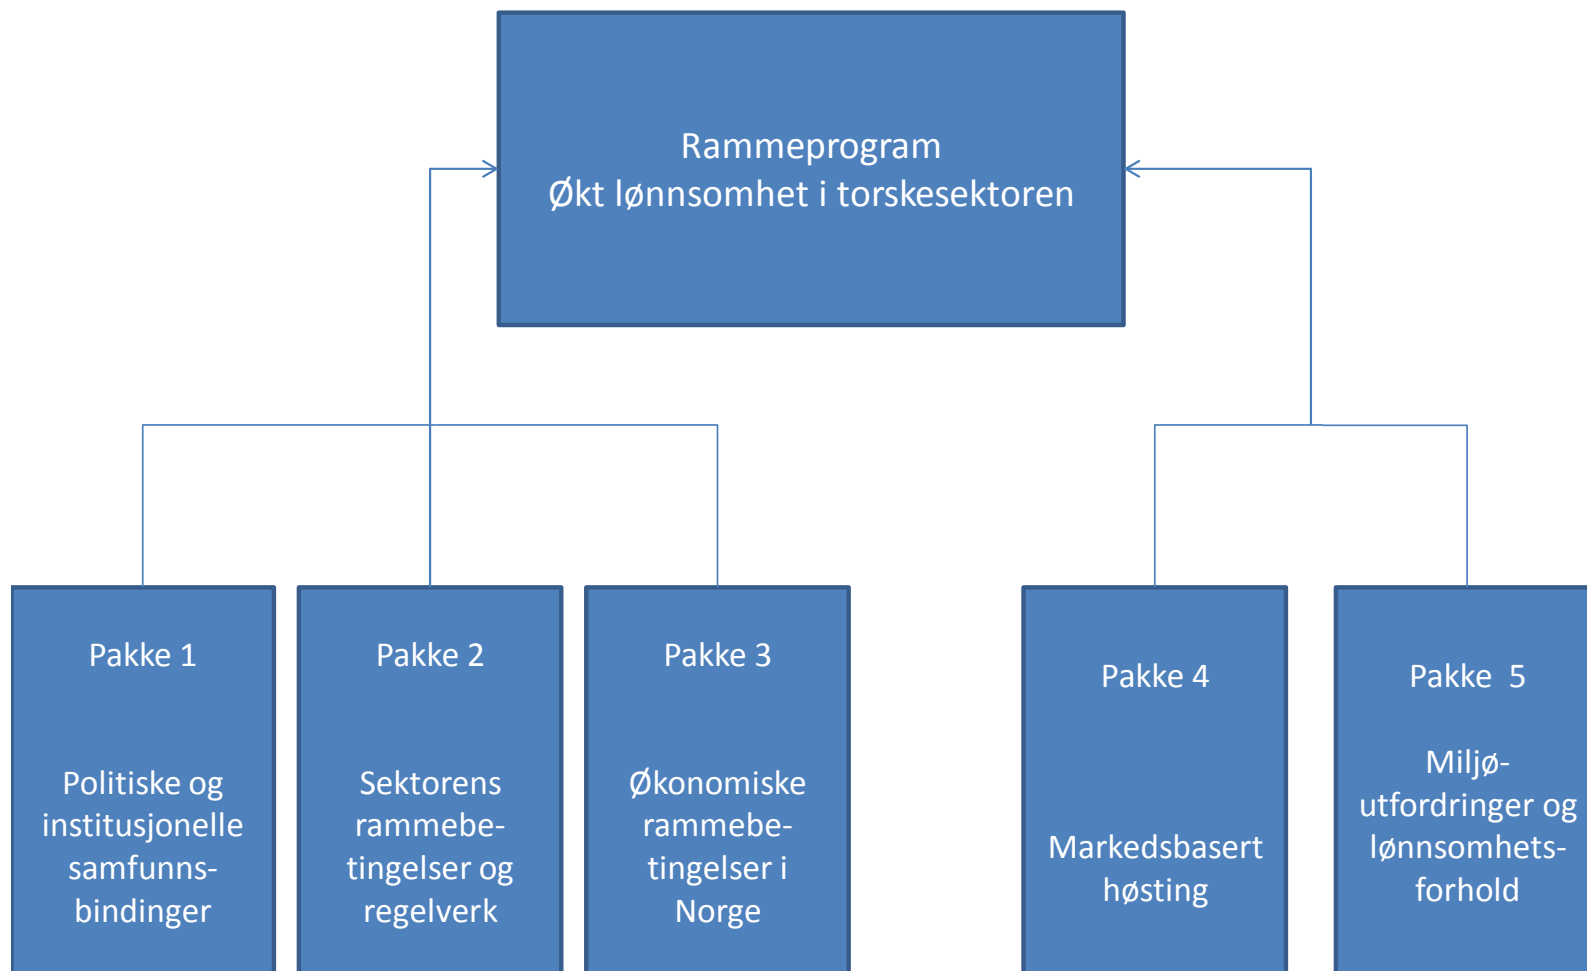 Rammeprogram
Økt lønnsomhet i torskesektoren
Pakke 1
Politiske og
institusjonelle
samfunns-
bindinger
Pakke 2
Sektorens
rammebe-
tingelser og
regelverk
Pakke 3
Økonomiske
rammebe-
tingelser i
Norge
Pakke 4
Markedsbasert
høsting
Pakke  5
Miljø-
utfordringer og
lønnsomhets-
forhold